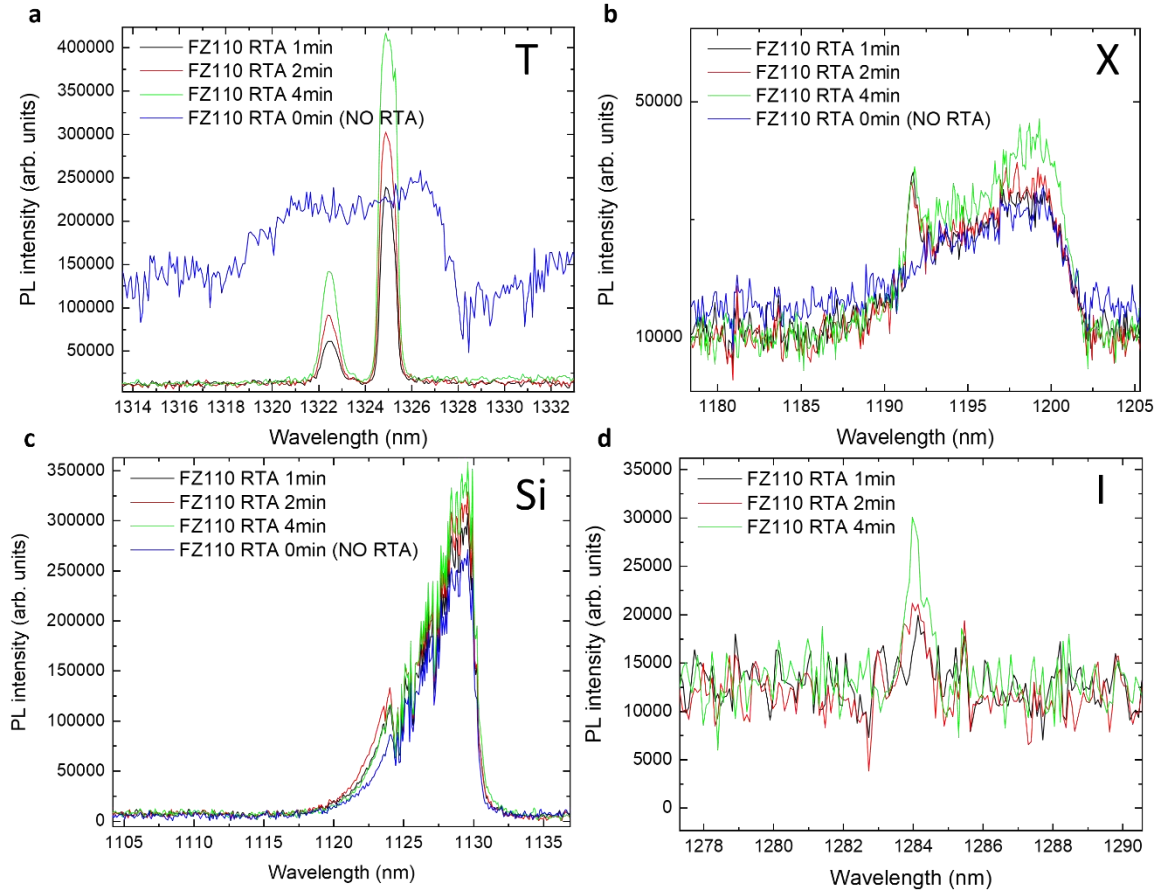 a
T
FZ110 RTA 1min
FZ110 RTA 2min
FZ110 RTA 4min
FZ110 RTA 0min (NO RTA)
PL intensity (arb. units)
400000
350000
300000
250000
200000
150000
100000
50000
1314 1316 1318 1320 1322 1324 1326 1328 1330 1332
Wavelength (nm)
b
X
FZ110 RTA 1min
FZ110 RTA 2min
FZ110 RTA 4min
FZ110 RTA 0min (NO RTA)
PL intensity (arb. units)
50000
10000
1180 1185 1190 1195 1200 1205
Wavelength (nm)
c
Si
FZ110 RTA 1min
FZ110 RTA 2min
FZ110 RTA 4min
FZ110 RTA 0min (NO RTA)
PL intensity (arb. units)
350000
300000
250000
200000
150000
100000
50000
0
1105 1110 1115 1120 1125 1130 1135
Wavelength (nm)
d
I
FZ110 RTA 1min
FZ110 RTA 2min
FZ110 RTA 4min
PL intensity (arb. units)
35000
30000
25000
20000
15000
10000
5000
0
1278 1280 1282 1284 1286 1288 1290
Wavelength (nm)